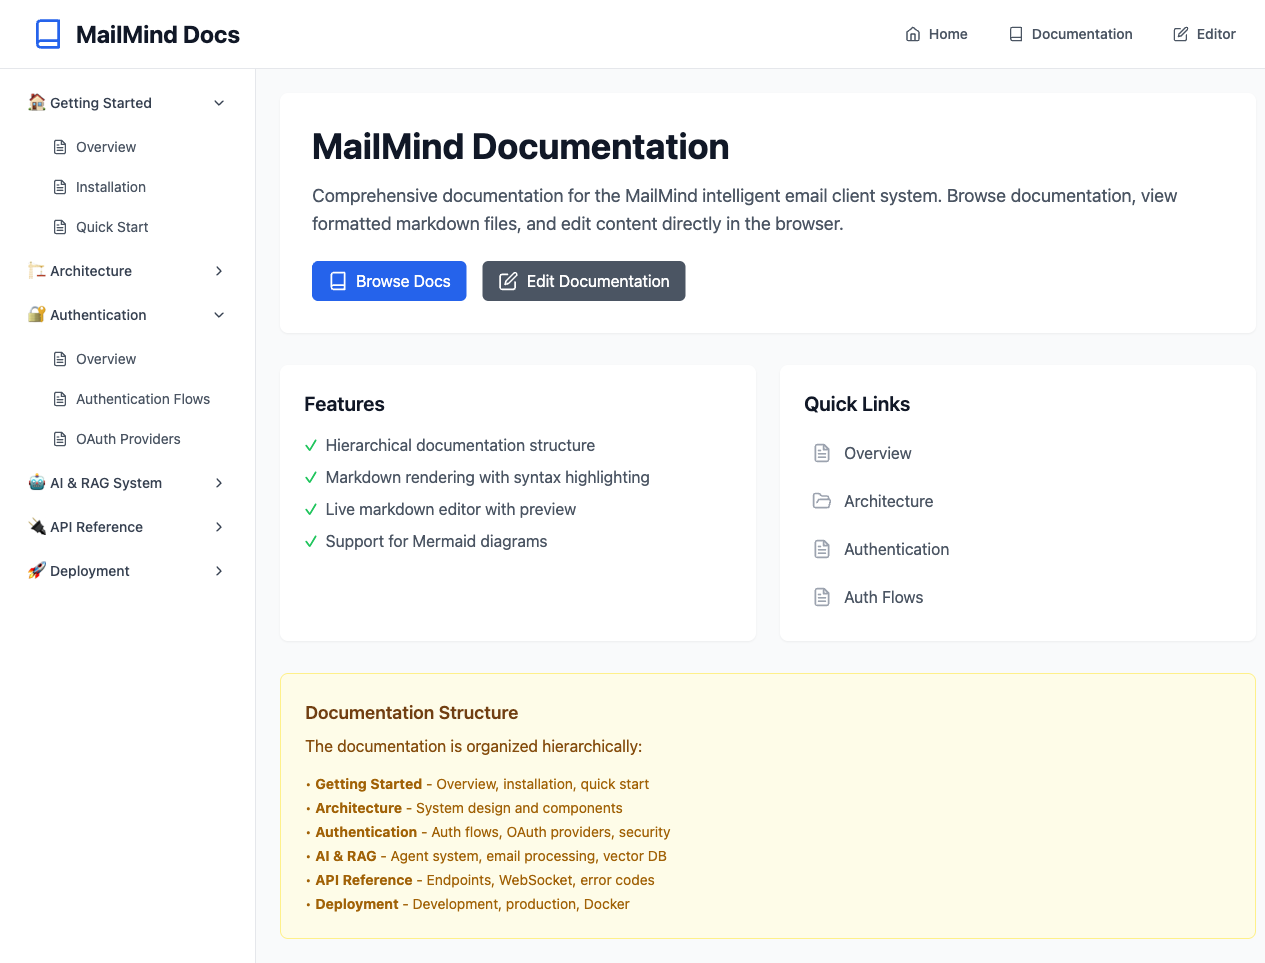 MailMind Docs
Home
Documentation
Editor
Getting Started
Overview
Installation
Quick Start
Architecture
Authentication
Overview
Authentication Flows
OAuth Providers
AI & RAG System
API Reference
Deployment
MailMind Documentation
Comprehensive documentation for the MailMind intelligent email client system. Browse documentation, view
formatted markdown files, and edit content directly in the browser.
Browse Docs
Edit Documentation
Features
✓ Hierarchical documentation structure
✓ Markdown rendering with syntax highlighting
✓ Live markdown editor with preview
✓ Support for Mermaid diagrams
Quick Links
Overview
Architecture
Authentication
Auth Flows
Documentation Structure
The documentation is organized hierarchically:
• Getting Started - Overview, installation, quick start
• Architecture - System design and components
• Authentication - Auth flows, OAuth providers, security
• AI & RAG - Agent system, email processing, vector DB
• API Reference - Endpoints, WebSocket, error codes
• Deployment - Development, production, Docker